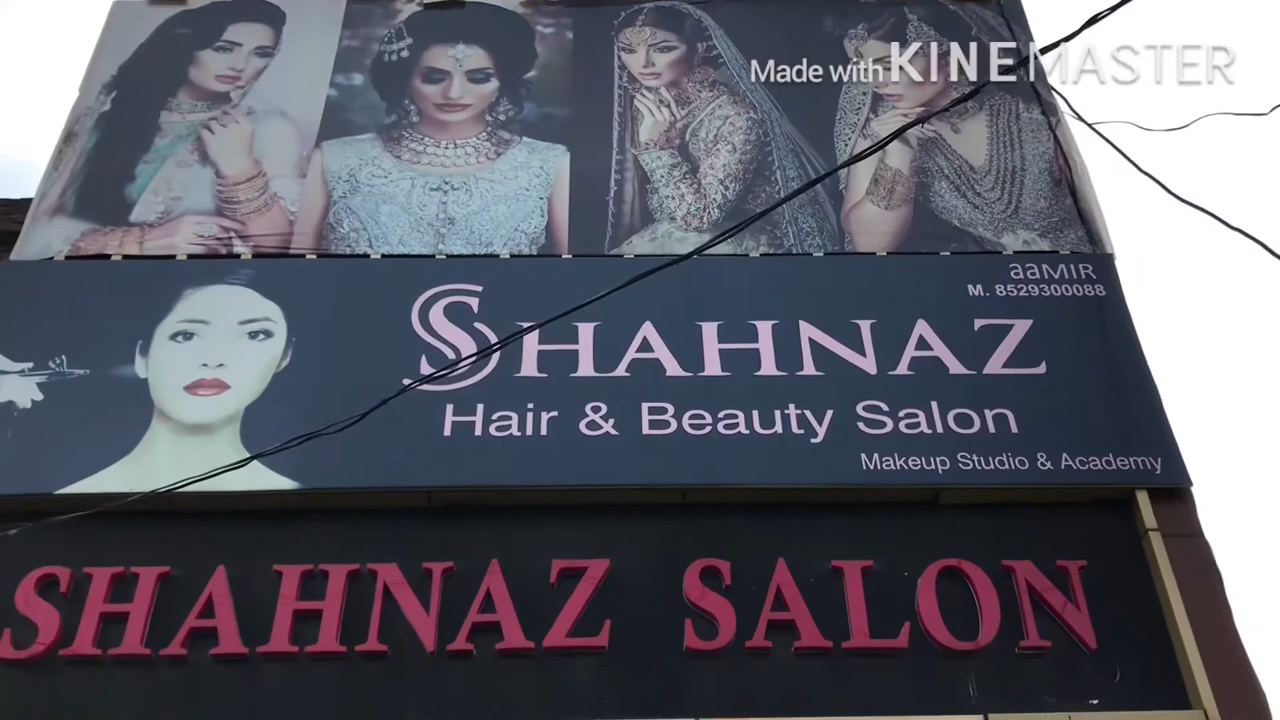 Made with KINEMASTER
aaMIR
M. 8529300088
SHAHNAZ
Hair & Beauty Salon
Makeup Studio & Academy
SHAHNAZ SALON